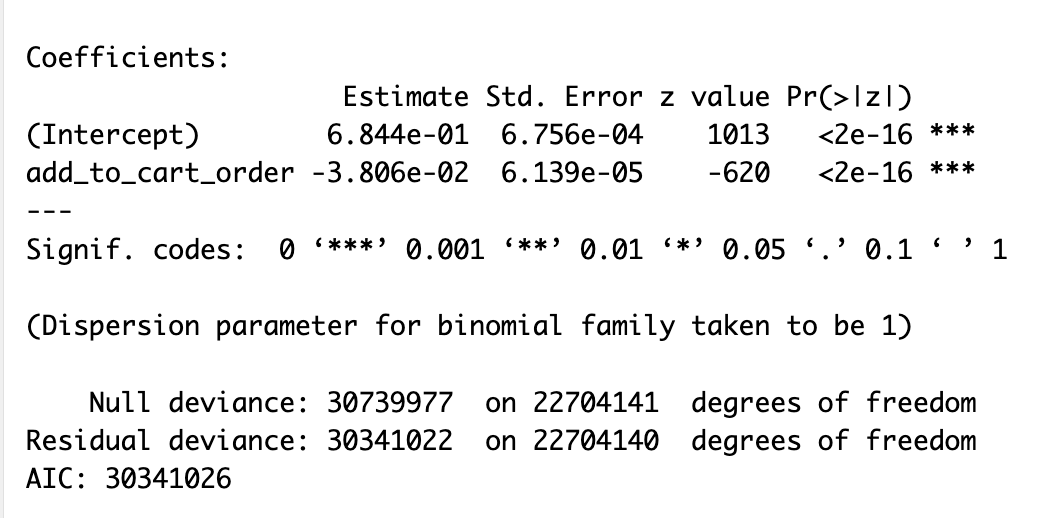 Coefficients:
Estimate Std. Error z value Pr(>|z|)
(Intercept) 6.844e-01 6.756e-04 1013 <2e-16 ***
add_to_cart_order -3.806e-02 6.139e-05 -620 <2e-16 ***
---
Signif. codes: 0 ‘***’ 0.001 ‘**’ 0.01 ‘*’ 0.05 ‘.’ 0.1 ‘ ’ 1
(Dispersion parameter for binomial family taken to be 1)
Null deviance: 30739977 on 22704141 degrees of freedom
Residual deviance: 30341022 on 22704140 degrees of freedom
AIC: 30341026